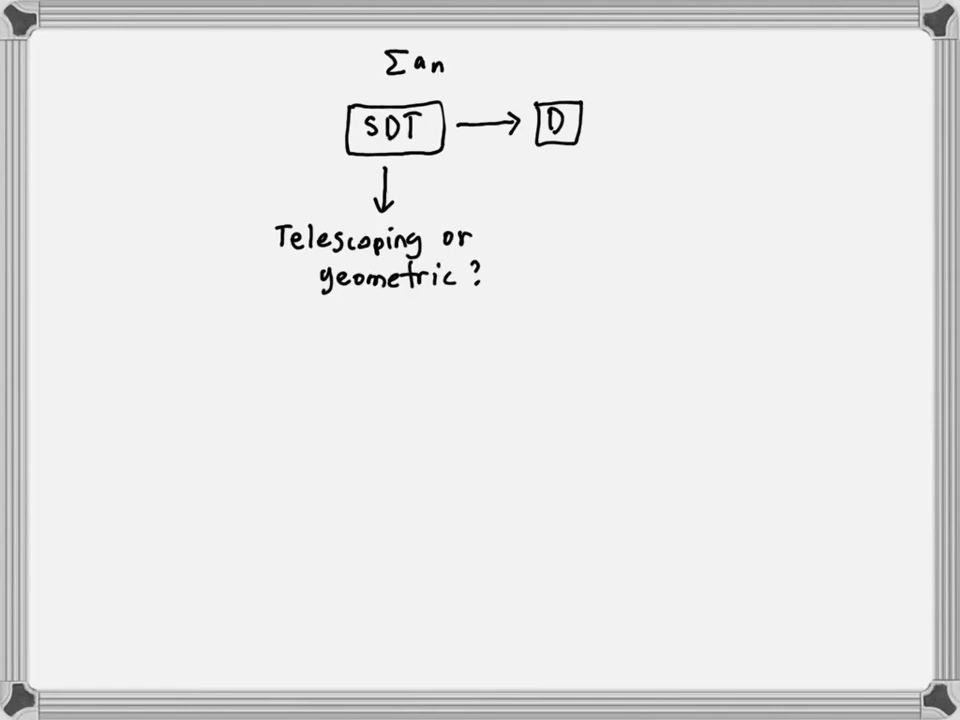 Σan
SDT → D
↓
Telescoping or
geometric?